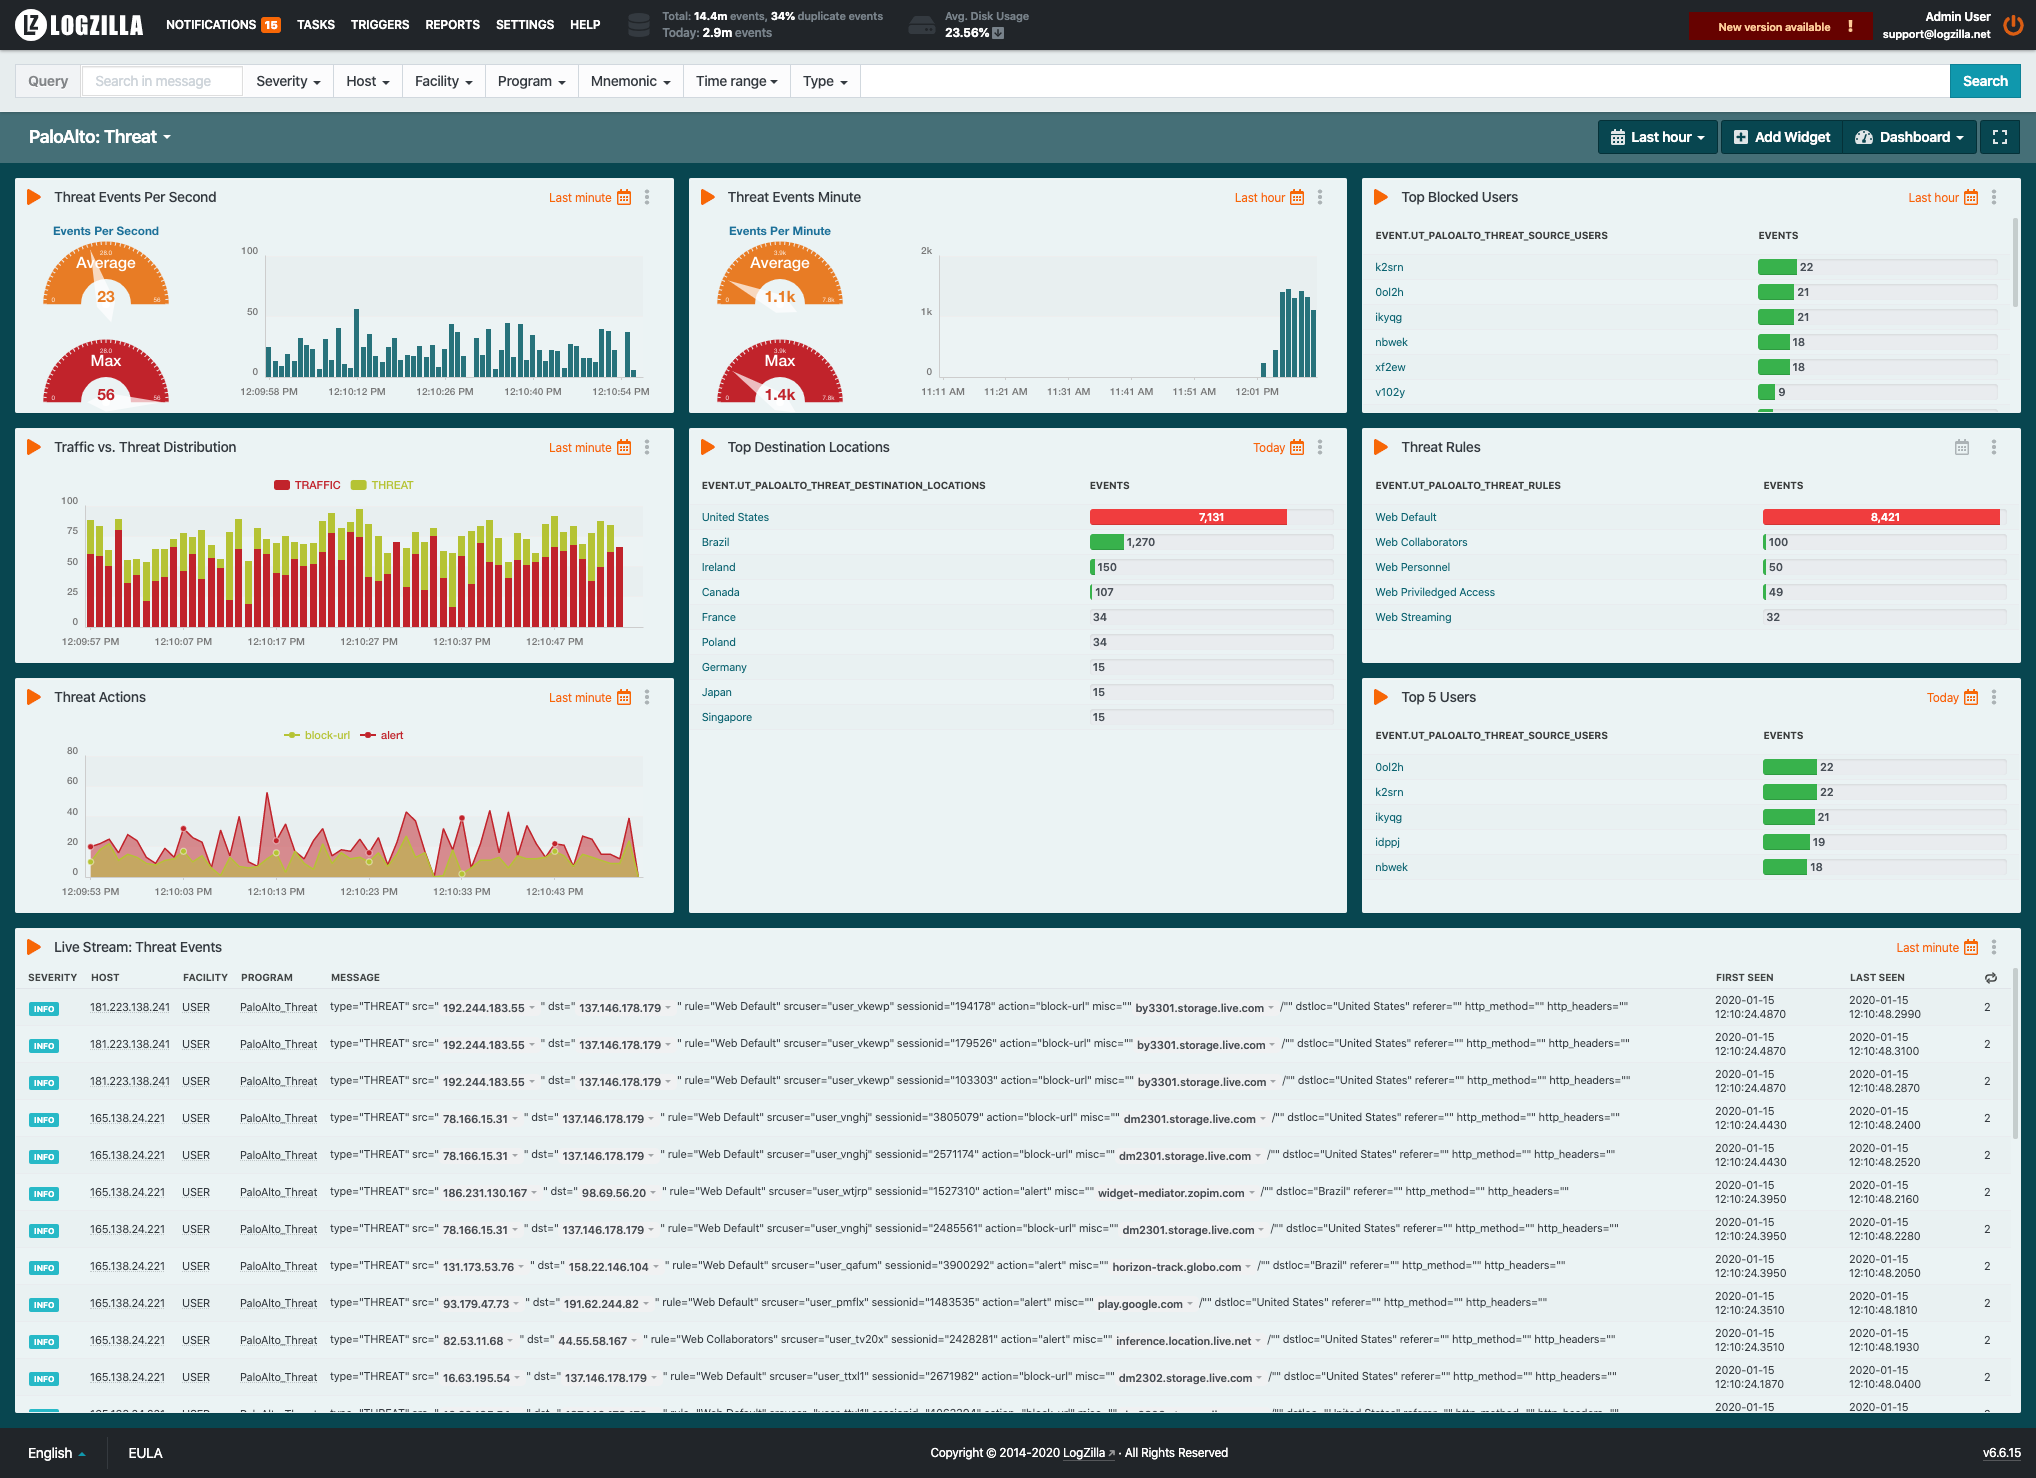 LOGZILLA NOTIFICATIONS 15 TASKS TRIGGERS REPORTS SETTINGS HELP
Total: 14.4m events, 34% duplicate events
Today: 2.9m events
Avg. Disk Usage
23.56%
New version available !
Admin User
support@logzilla.net
Query Search in message Severity Host Facility Program Mnemonic Time range Type Search
PaloAlto: Threat
Last hour Add Widget Dashboard
Threat Events Per Second Last minute
Events Per Second
28.0
Average
0 23 56
28.0
Max
0 56 56
100
50
0
12:09:58 PM 12:10:12 PM 12:10:26 PM 12:10:40 PM 12:10:54 PM
Threat Events Minute Last hour
Events Per Minute
3.9k
Average
0 1.1k 7.8k
3.9k
Max
0 1.4k 7.8k
2k
1k
0
11:11 AM 11:21 AM 11:31 AM 11:41 AM 11:51 AM 12:01 PM
Top Blocked Users Last hour
EVENT.UT_PALOALTO_THREAT_SOURCE_USERS EVENTS
k2srn 22
0ol2h 21
ikyqg 21
nbwek 18
xf2ew 18
v102y 9
Traffic vs. Threat Distribution Last minute
TRAFFIC THREAT
100
75
50
25
0
12:09:57 PM 12:10:07 PM 12:10:17 PM 12:10:27 PM 12:10:37 PM 12:10:47 PM
Top Destination Locations Today
EVENT.UT_PALOALTO_THREAT_DESTINATION_LOCATIONS EVENTS
United States 7,131
Brazil 1,270
Ireland 150
Canada 107
France 34
Poland 34
Germany 15
Japan 15
Singapore 15
Threat Rules
EVENT.UT_PALOALTO_THREAT_RULES EVENTS
Web Default 8,421
Web Collaborators 100
Web Personnel 50
Web Priviledged Access 49
Web Streaming 32
Threat Actions Last minute
block-url alert
80
60
40
20
0
12:09:53 PM 12:10:03 PM 12:10:13 PM 12:10:23 PM 12:10:33 PM 12:10:43 PM
Top 5 Users Today
EVENT.UT_PALOALTO_THREAT_SOURCE_USERS EVENTS
0ol2h 22
k2srn 22
ikyqg 21
idppj 19
nbwek 18
Live Stream: Threat Events Last minute
SEVERITY HOST FACILITY PROGRAM MESSAGE FIRST SEEN LAST SEEN
INFO 181.223.138.241 USER PaloAlto_Threat type="THREAT" src=" 192.244.183.55 " dst=" 137.146.178.179 " rule="Web Default" srcuser="user_vkewp" sessionid="194178" action="block-url" misc="" by3301.storage.live.com /"" dstloc="United States" referer="" http_method="" http_headers="" 2020-01-15 12:10:24.4870 2020-01-15 12:10:48.2990 2
INFO 181.223.138.241 USER PaloAlto_Threat type="THREAT" src=" 192.244.183.55 " dst=" 137.146.178.179 " rule="Web Default" srcuser="user_vkewp" sessionid="179526" action="block-url" misc="" by3301.storage.live.com /"" dstloc="United States" referer="" http_method="" http_headers="" 2020-01-15 12:10:24.4870 2020-01-15 12:10:48.3100 2
INFO 181.223.138.241 USER PaloAlto_Threat type="THREAT" src=" 192.244.183.55 " dst=" 137.146.178.179 " rule="Web Default" srcuser="user_vkewp" sessionid="103303" action="block-url" misc="" by3301.storage.live.com /"" dstloc="United States" referer="" http_method="" http_headers="" 2020-01-15 12:10:24.4870 2020-01-15 12:10:48.2870 2
INFO 165.138.24.221 USER PaloAlto_Threat type="THREAT" src=" 78.166.15.31 " dst=" 137.146.178.179 " rule="Web Default" srcuser="user_vnghj" sessionid="3805079" action="block-url" misc="" dm2301.storage.live.com /"" dstloc="United States" referer="" http_method="" http_headers="" 2020-01-15 12:10:24.4430 2020-01-15 12:10:48.2400 2
INFO 165.138.24.221 USER PaloAlto_Threat type="THREAT" src=" 78.166.15.31 " dst=" 137.146.178.179 " rule="Web Default" srcuser="user_vnghj" sessionid="2571174" action="block-url" misc="" dm2301.storage.live.com /"" dstloc="United States" referer="" http_method="" http_headers="" 2020-01-15 12:10:24.4430 2020-01-15 12:10:48.2520 2
INFO 165.138.24.221 USER PaloAlto_Threat type="THREAT" src=" 186.231.130.167 " dst=" 98.69.56.20 " rule="Web Default" srcuser="user_wtjrp" sessionid="1527310" action="alert" misc="" widget-mediator.zopim.com /"" dstloc="Brazil" referer="" http_method="" http_headers="" 2020-01-15 12:10:24.3950 2020-01-15 12:10:48.2160 2
INFO 165.138.24.221 USER PaloAlto_Threat type="THREAT" src=" 78.166.15.31 " dst=" 137.146.178.179 " rule="Web Default" srcuser="user_vnghj" sessionid="2485561" action="block-url" misc="" dm2301.storage.live.com /"" dstloc="United States" referer="" http_method="" http_headers="" 2020-01-15 12:10:24.3950 2020-01-15 12:10:48.2280 2
INFO 165.138.24.221 USER PaloAlto_Threat type="THREAT" src=" 131.173.53.76 " dst=" 158.22.146.104 " rule="Web Default" srcuser="user_qafum" sessionid="3900292" action="alert" misc="" horizon-track.globo.com /"" dstloc="Brazil" referer="" http_method="" http_headers="" 2020-01-15 12:10:24.3950 2020-01-15 12:10:48.2050 2
INFO 165.138.24.221 USER PaloAlto_Threat type="THREAT" src=" 93.179.47.73 " dst=" 191.62.244.82 " rule="Web Default" srcuser="user_pmflx" sessionid="1483535" action="alert" misc="" play.google.com /"" dstloc="United States" referer="" http_method="" http_headers="" 2020-01-15 12:10:24.3510 2020-01-15 12:10:48.1810 2
INFO 165.138.24.221 USER PaloAlto_Threat type="THREAT" src=" 82.53.11.68 " dst=" 44.55.58.167 " rule="Web Collaborators" srcuser="user_tv20x" sessionid="2428281" action="alert" misc="" inference.location.live.net /"" dstloc="United States" referer="" http_method="" http_headers="" 2020-01-15 12:10:24.3510 2020-01-15 12:10:48.1930 2
INFO 165.138.24.221 USER PaloAlto_Threat type="THREAT" src=" 16.63.195.54 " dst=" 137.146.178.179 " rule="Web Default" srcuser="user_ttxl1" sessionid="2671982" action="block-url" misc="" dm2302.storage.live.com /"" dstloc="United States" referer="" http_method="" http_headers="" 2020-01-15 12:10:24.1870 2020-01-15 12:10:48.0400 2
2020-01-15 2020-01-15
English EULA Copyright © 2014-2020 LogZilla · All Rights Reserved v6.6.15